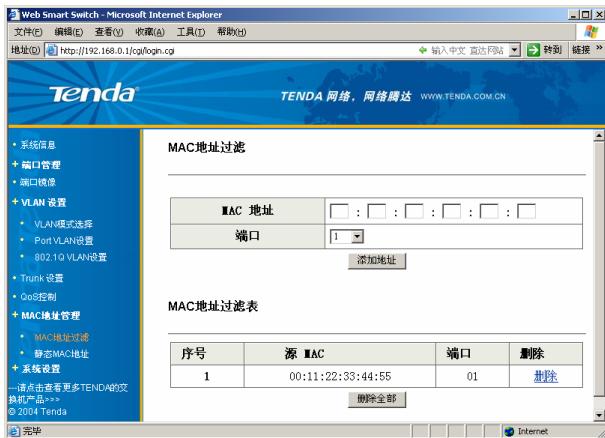 Web Smart Switch - Microsoft Internet Explorer
文件(F) 编辑(E) 查看(V) 收藏(A) 工具(T) 帮助(H)
地址(D) http://192.168.0.1/cgi/login.cgi 输入中文 直达网站 转到 链接 »
Tenda TENDA 网络，网络腾达 WWW.TENDA.COM.CN
• 系统信息
+ 端口管理
• 端口镜像
+ VLAN 设置
• VLAN模式选择
• Port VLAN设置
• 802.1Q VLAN设置
• Trunk 设置
• QoS控制
+ MAC地址管理
• MAC地址过滤
• 静态MAC地址
+ 系统设置
---请点击查看更多TENDA的交
换机产品>>>
© 2004 Tenda
MAC地址过滤
MAC 地址 : : : : :
端口 1
添加地址
MAC地址过滤表
序号 源 MAC 端口 删除
1 00:11:22:33:44:55 01 删除
删除全部
完毕 Internet